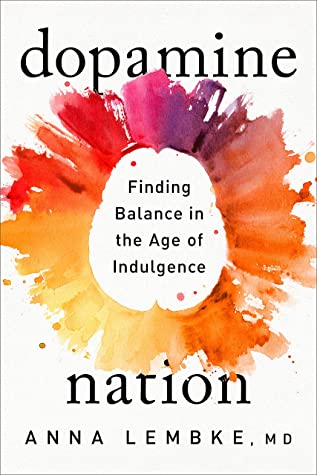 dopamine
Finding
Balance in
the Age of
Indulgence
nation
ANNA LEMBKE, MD